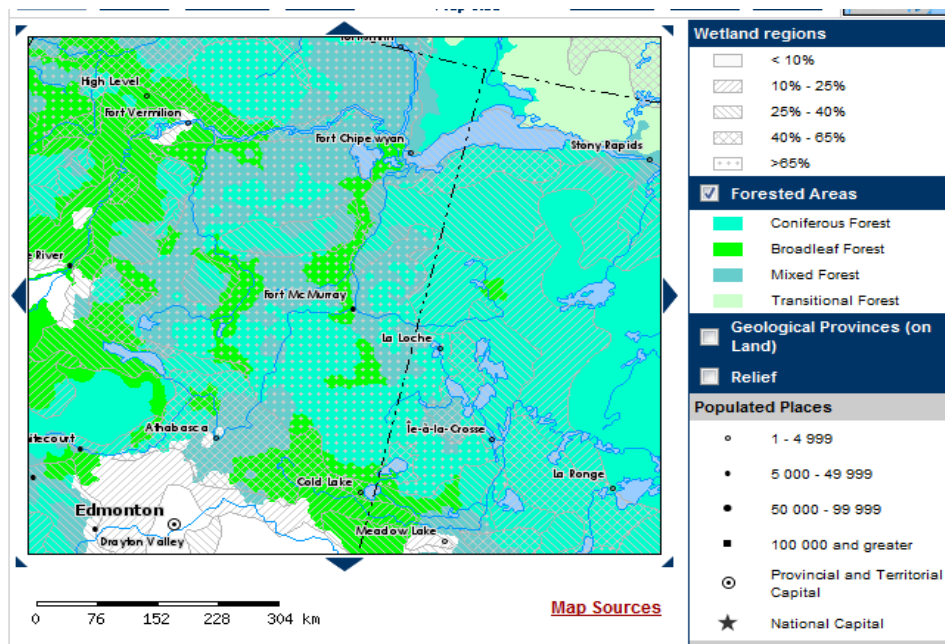 High Level
Fort Vermilion
Fort Chipewyan
Stony Rapids
River
Fort McMurray
La Loche
Athabasca
Île-à-la-Crosse
Cold Lake
La Ronge
Edmonton
Drayton Valley
Meadow Lake
0 76 152 228 304 km
Map Sources
Wetland regions
< 10%
10% - 25%
25% - 40%
40% - 65%
>65%
Forested Areas
Coniferous Forest
Broadleaf Forest
Mixed Forest
Transitional Forest
Geological Provinces (on
Land)
Relief
Populated Places
1 - 4 999
5 000 - 49 999
50 000 - 99 999
100 000 and greater
Provincial and Territorial
Capital
National Capital